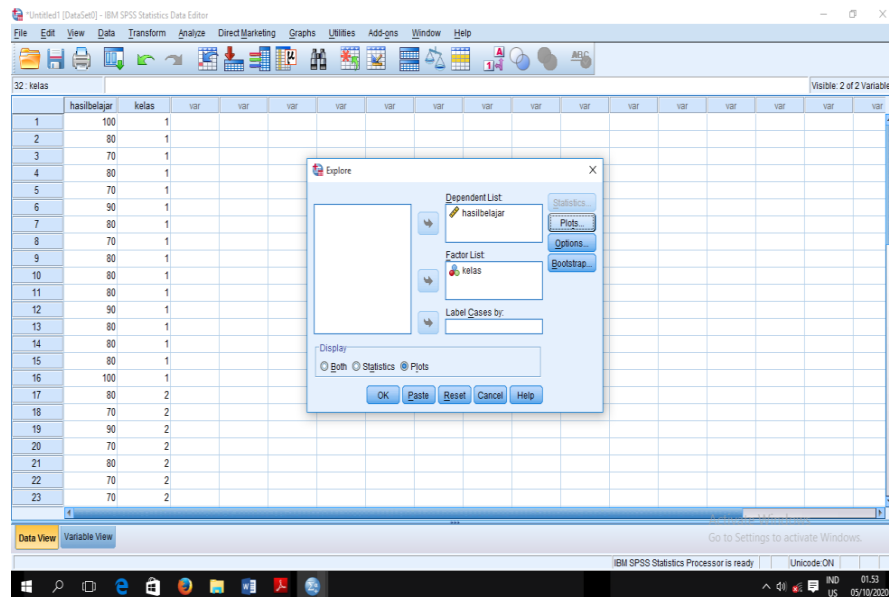 *Untitled1 [DataSet0] - IBM SPSS Statistics Data Editor
File Edit View Data Transform Analyze Direct Marketing Graphs Utilities Add-ons Window Help
32 : kelas
Visible: 2 of 2 Variable
hasilbelajar kelas var var var var var var var var var var var var var var
1 100 1
2 80 1
3 70 1
4 80 1
5 70 1
6 90 1
7 80 1
8 70 1
9 80 1
10 80 1
11 80 1
12 90 1
13 80 1
14 80 1
15 80 1
16 100 1
17 80 2
18 70 2
19 90 2
20 70 2
21 80 2
22 70 2
23 70 2
Explore
Dependent List:
hasilbelajar
Factor List:
kelas
Label Cases by:
Statistics...
Plots...
Options...
Bootstrap...
Display
Both Statistics Plots
OK Paste Reset Cancel Help
Data View Variable View
Go to Settings to activate Windows.
IBM SPSS Statistics Processor is ready Unicode:ON
IND
US
01.53
05/10/2020